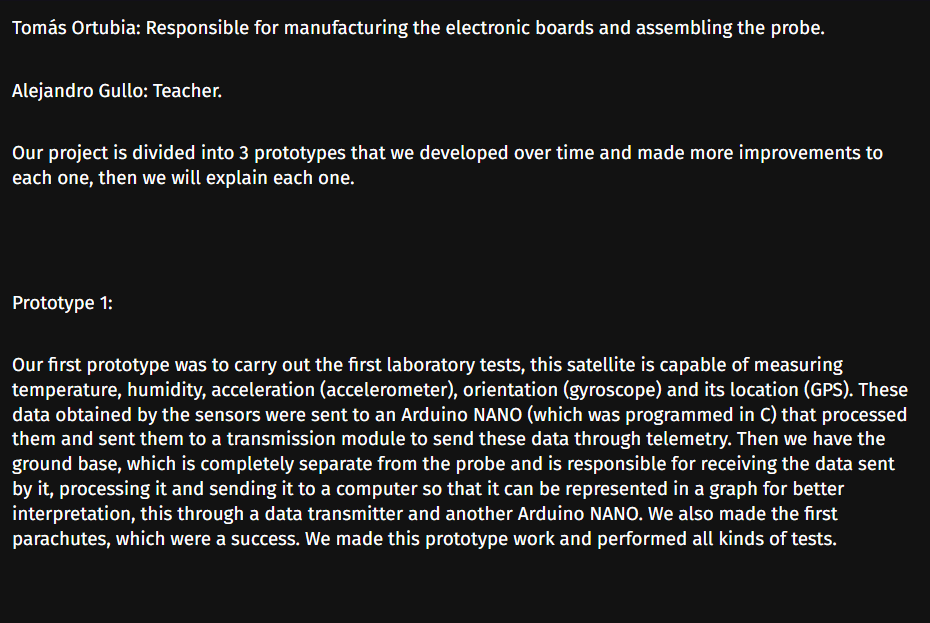 Tomás Ortubia: Responsible for manufacturing the electronic boards and assembling the probe.
Alejandro Gullo: Teacher.
Our project is divided into 3 prototypes that we developed over time and made more improvements to
each one, then we will explain each one.
Prototype 1:
Our first prototype was to carry out the first laboratory tests, this satellite is capable of measuring
temperature, humidity, acceleration (accelerometer), orientation (gyroscope) and its location (GPS). These
data obtained by the sensors were sent to an Arduino NANO (which was programmed in C) that processed
them and sent them to a transmission module to send these data through telemetry. Then we have the
ground base, which is completely separate from the probe and is responsible for receiving the data sent
by it, processing it and sending it to a computer so that it can be represented in a graph for better
interpretation, this through a data transmitter and another Arduino NANO. We also made the first
parachutes, which were a success. We made this prototype work and performed all kinds of tests.